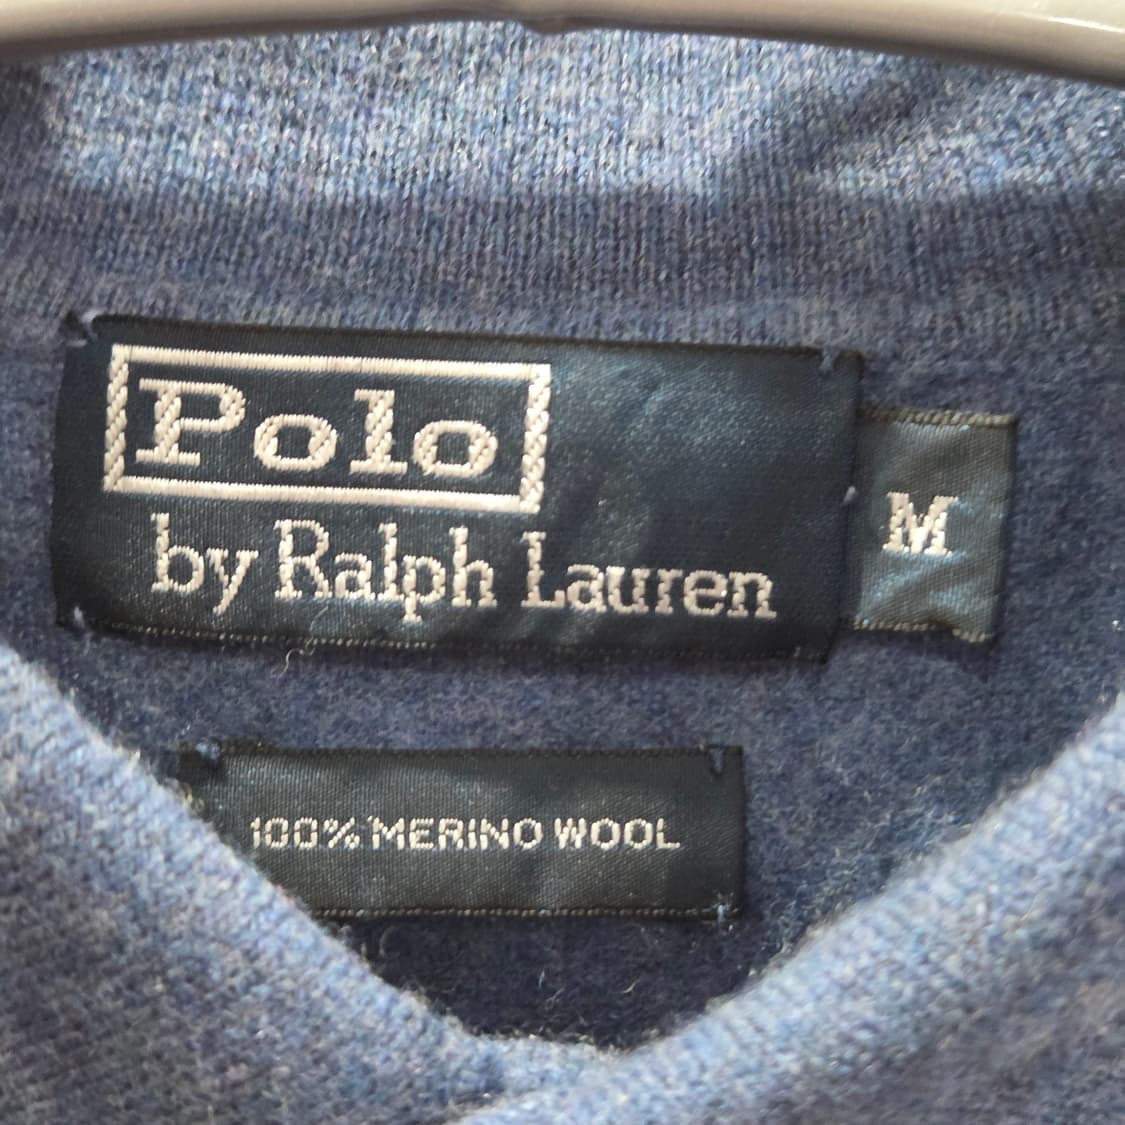 Polo
by Ralph Lauren
M
100% MERINO WOOL